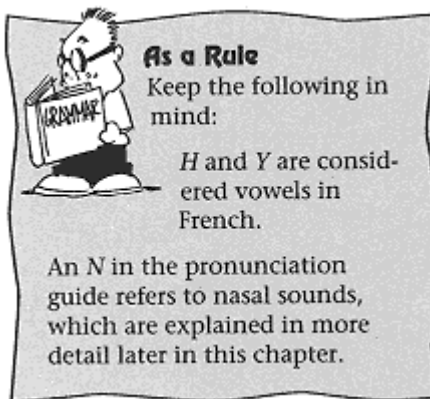 As a Rule
Keep the following in
mind:
H and Y are consid-
ered vowels in
French.
An N in the pronunciation
guide refers to nasal sounds,
which are explained in more
detail later in this chapter.
GRAMMAR